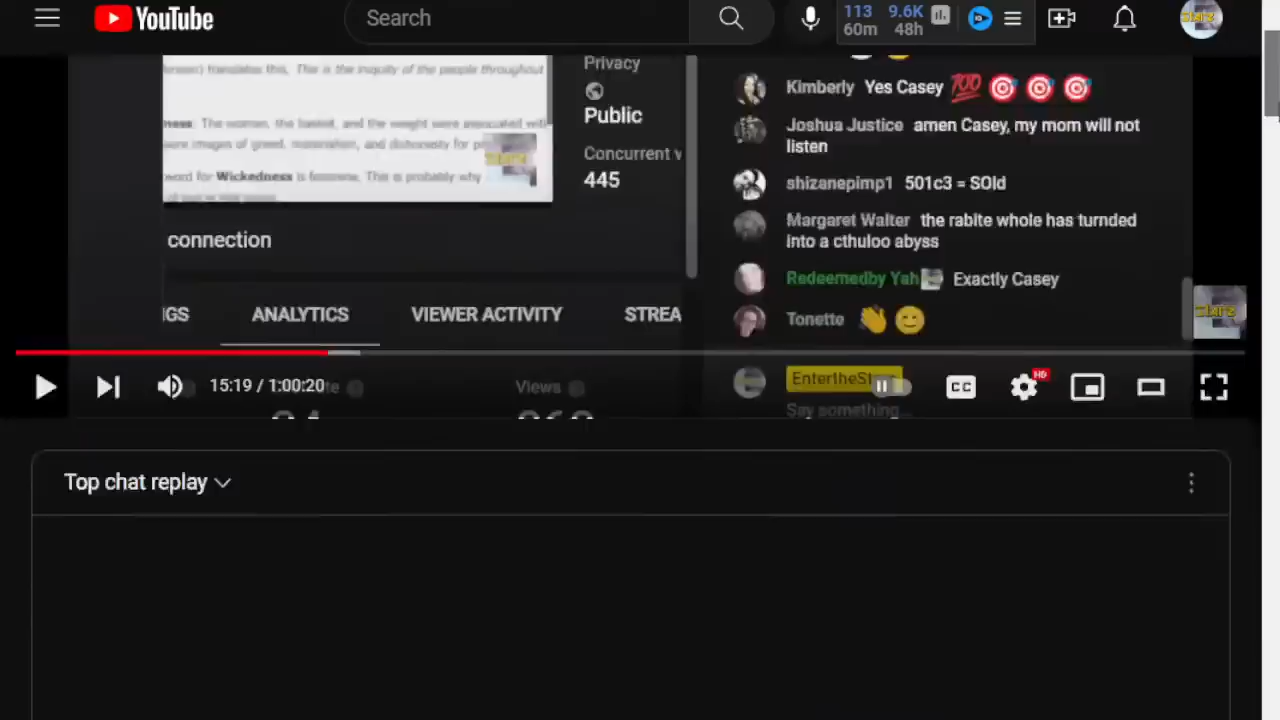 YouTube
Search
113 9.6K
60m 48h
translates this, This is the iniquity of the people throughout
Privacy
Public
Concurrent v
445
The woman, the basket, and the weight were associated with
were images of greed, materialism, and dishonesty for
word for Wickedness is feminine. This is probably why
Starz
connection
GS ANALYTICS VIEWER ACTIVITY STREA
Kimberly Yes Casey 💯 🎯 🎯 🎯
Joshua Justice amen Casey, my mom will not
listen
shizanepimp1 501c3 = SOld
Margaret Walter the rabite whole has turnded
into a cthuloo abyss
Redeemedby Yah Exactly Casey
Tonette 👋 😊
Starz
15:19 / 1:00:20
Views
EntertheSt
Say something...
CC
HD
Top chat replay